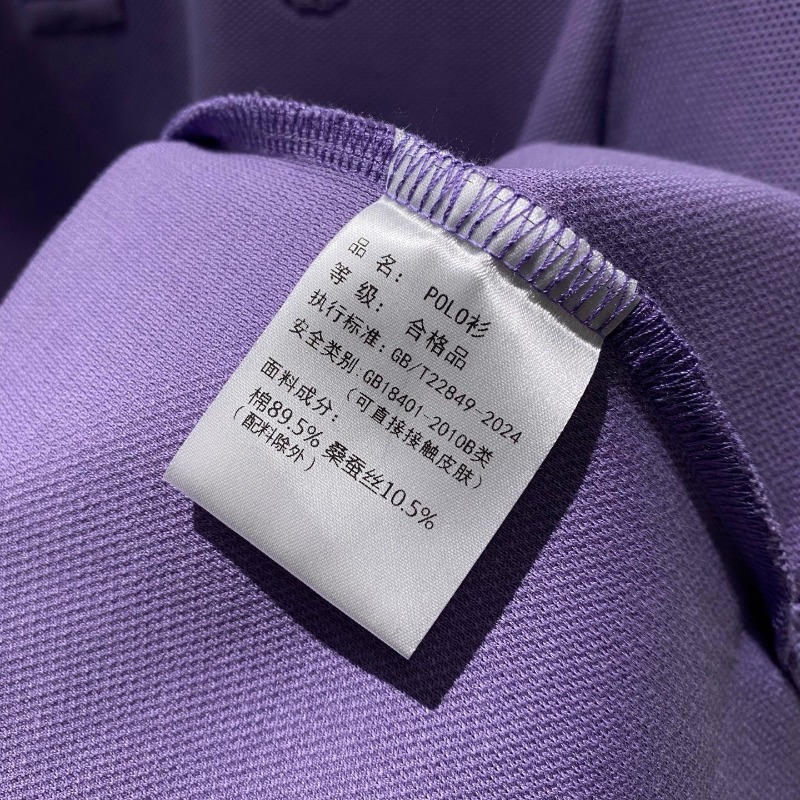 品 名： POLO衫
等 级： 合格品
执行标准：GB/T22849-2024
安全类别：GB18401-2010B类
（可直接接触皮肤）
面料成分：
棉89.5% 桑蚕丝10.5%
（配料除外）